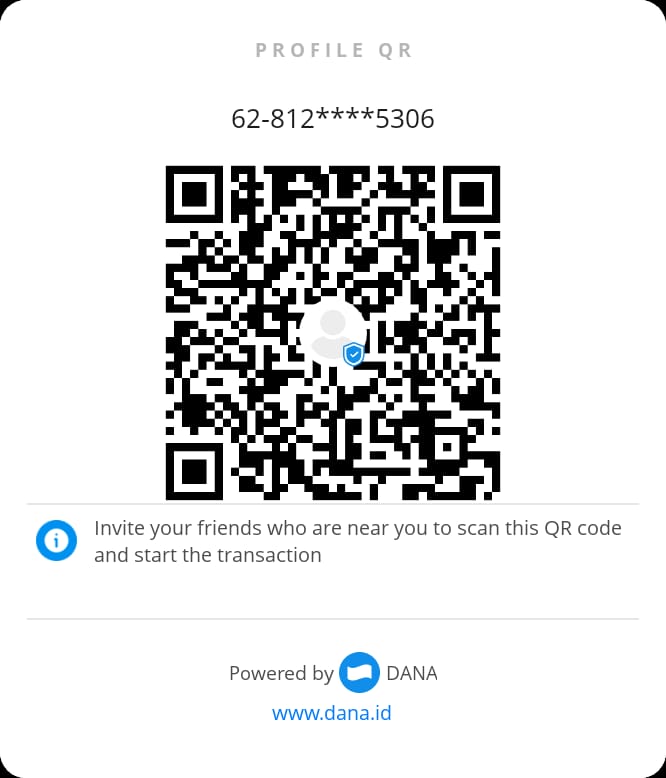 PROFILE QR
62-812****5306
Invite your friends who are near you to scan this QR code
and start the transaction
Powered by DANA
www.dana.id